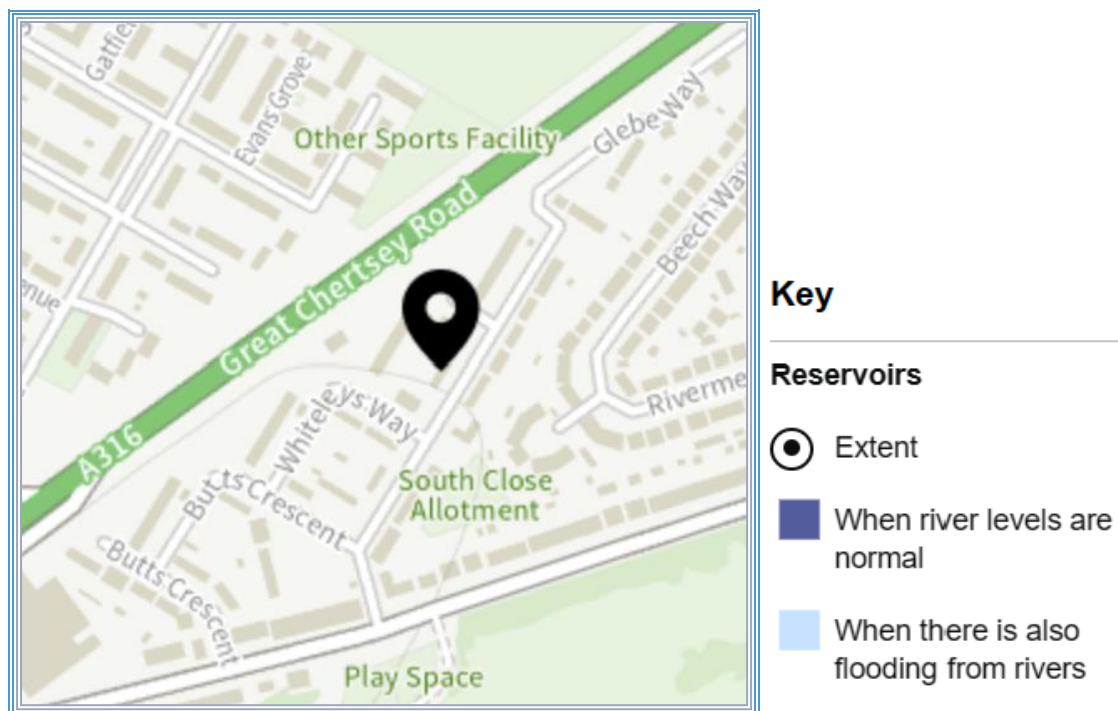 Gatfie
Evans Grove
Other Sports Facility
Glebe Way
Beech Way
Great Chertsey Road
enue
Riverme
Whiteleys Way
A316
South Close
Allotment
Butts Crescent
Butts Crescent
Play Space
Key
Reservoirs
Extent
When river levels are
normal
When there is also
flooding from rivers